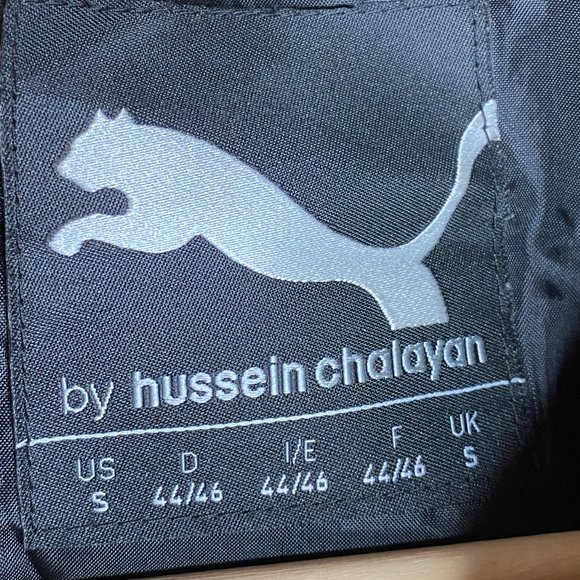 by hussein chalayan
US D I/E F UK
S 44/46 44/46 44/46 S